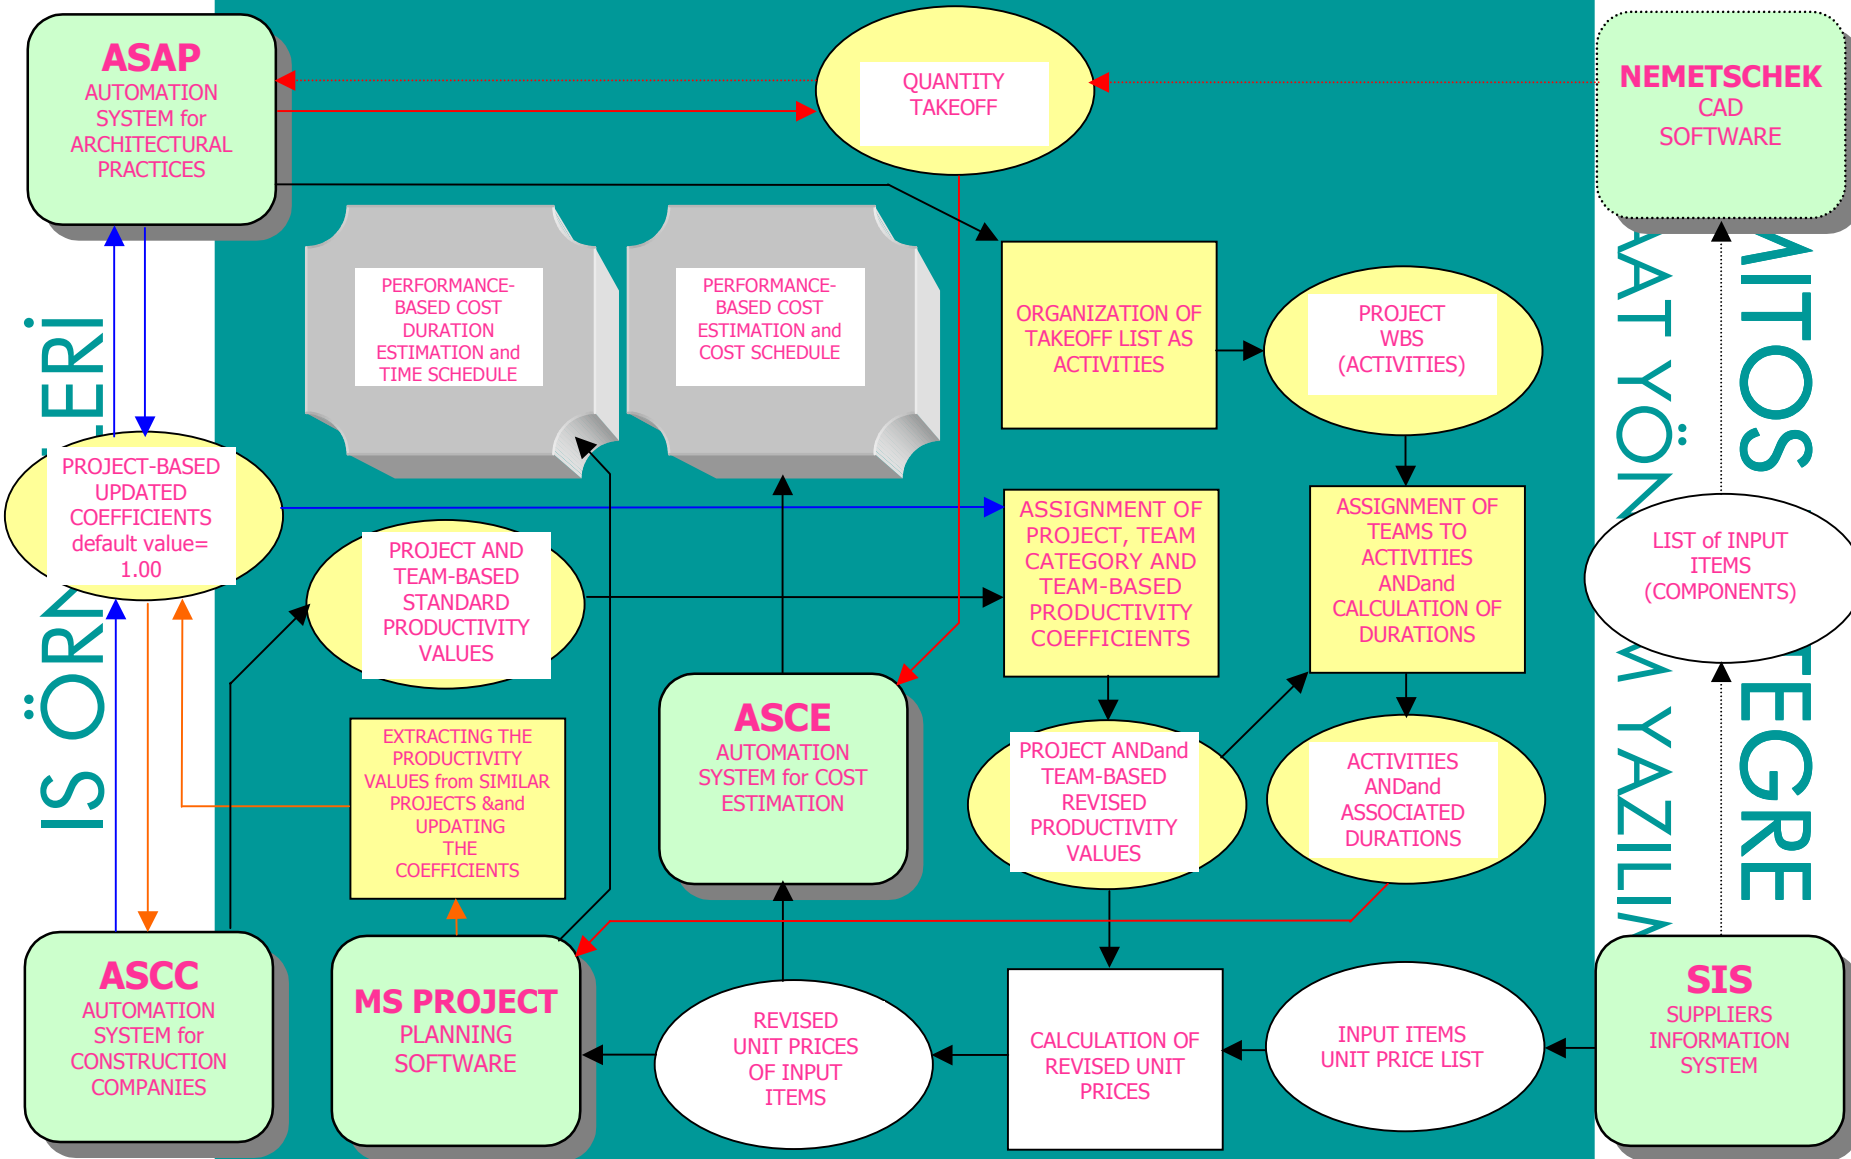 ASAP
AUTOMATION
SYSTEM for
ARCHITECTURAL
PRACTICES
QUANTITY
TAKEOFF
NEMETSCHEK
CAD
SOFTWARE
PERFORMANCE-
BASED COST
DURATION
ESTIMATION and
TIME SCHEDULE
PERFORMANCE-
BASED COST
ESTIMATION and
COST SCHEDULE
ORGANIZATION OF
TAKEOFF LIST AS
ACTIVITIES
PROJECT
WBS
(ACTIVITIES)
PROJECT-BASED
UPDATED
COEFFICIENTS
default value=
1.00
PROJECT AND
TEAM-BASED
STANDARD
PRODUCTIVITY
VALUES
ASSIGNMENT OF
PROJECT, TEAM
CATEGORY AND
TEAM-BASED
PRODUCTIVITY
COEFFICIENTS
ASSIGNMENT OF
TEAMS TO
ACTIVITIES
ANDand
CALCULATION OF
DURATIONS
LIST of INPUT
ITEMS
(COMPONENTS)
EXTRACTING THE
PRODUCTIVITY
VALUES from SIMILAR
PROJECTS &and
UPDATING
THE
COEFFICIENTS
ASCE
AUTOMATION
SYSTEM for COST
ESTIMATION
PROJECT ANDand
TEAM-BASED
REVISED
PRODUCTIVITY
VALUES
ACTIVITIES
ANDand
ASSOCIATED
DURATIONS
ASCC
AUTOMATION
SYSTEM for
CONSTRUCTION
COMPANIES
MS PROJECT
PLANNING
SOFTWARE
REVISED
UNIT PRICES
OF INPUT
ITEMS
CALCULATION OF
REVISED UNIT
PRICES
INPUT ITEMS
UNIT PRICE LIST
SIS
SUPPLIERS
INFORMATION
SYSTEM
IS ÖRN LERİ
MITOS TEGRE
AAT YÖN M YAZILIM